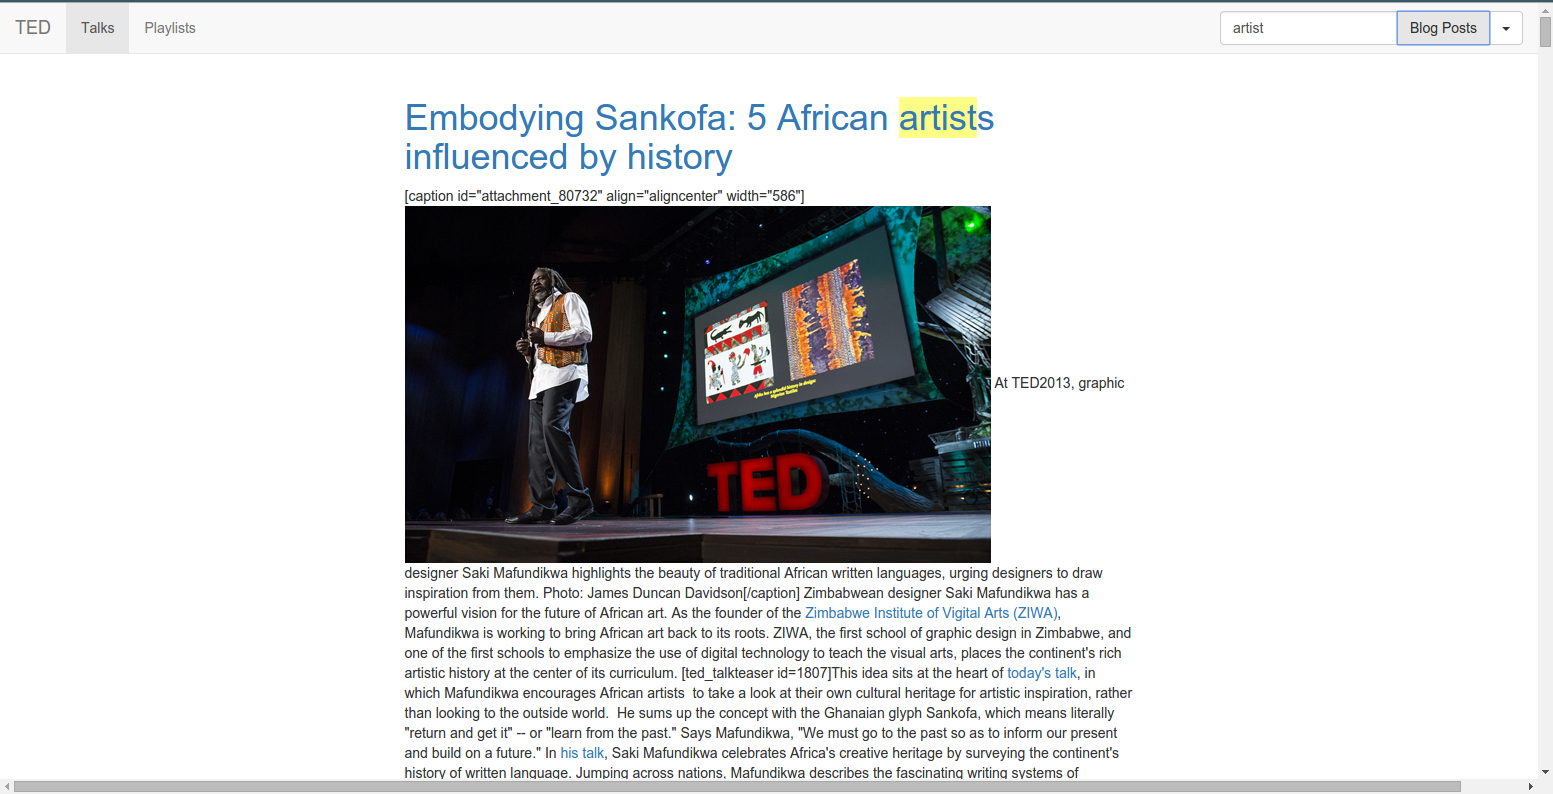 TED Talks Playlists artist Blog Posts
Embodying Sankofa: 5 African artists
influenced by history
[caption id="attachment_80732" align="aligncenter" width="586"]
TED
At TED2013, graphic
designer Saki Mafundikwa highlights the beauty of traditional African written languages, urging designers to draw
inspiration from them. Photo: James Duncan Davidson[/caption] Zimbabwean designer Saki Mafundikwa has a
powerful vision for the future of African art. As the founder of the Zimbabwe Institute of Vigital Arts (ZIWA),
Mafundikwa is working to bring African art back to its roots. ZIWA, the first school of graphic design in Zimbabwe, and
one of the first schools to emphasize the use of digital technology to teach the visual arts, places the continent's rich
artistic history at the center of its curriculum. [ted_talkteaser id=1807]This idea sits at the heart of today's talk, in
which Mafundikwa encourages African artists  to take a look at their own cultural heritage for artistic inspiration, rather
than looking to the outside world.  He sums up the concept with the Ghanaian glyph Sankofa, which means literally
"return and get it" -- or "learn from the past." Says Mafundikwa, "We must go to the past so as to inform our present
and build on a future." In his talk, Saki Mafundikwa celebrates Africa's creative heritage by surveying the continent's
history of written language. Jumping across nations, Mafundikwa describes the fascinating writing systems of